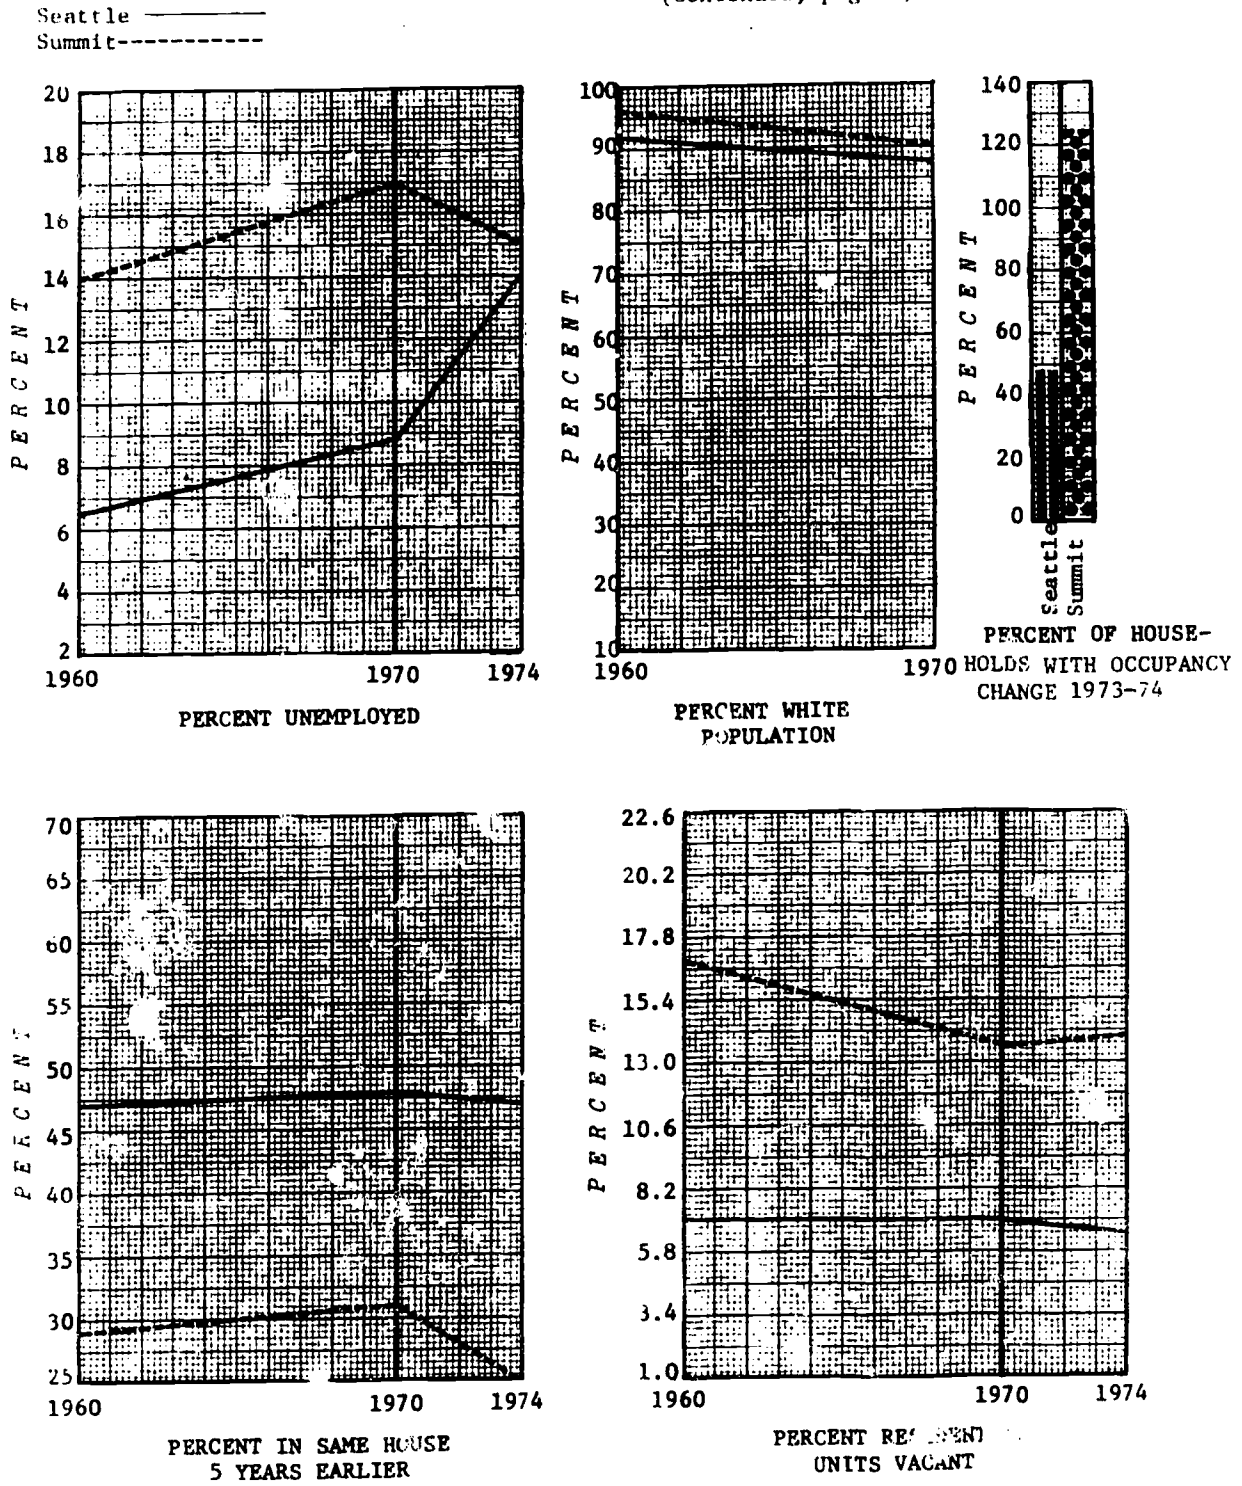 Seattle
Summit
20
18
16
14
12
10
8
6
4
2
PERCENT
1960 1970 1974
PERCENT UNEMPLOYED
100
90
80
70
60
50
40
30
20
10
PERCENT
1960 1970
PERCENT WHITE
POPULATION
140
120
100
80
60
40
20
0
PERCENT
Seattle
Summit
PERCENT OF HOUSE-
HOLDS WITH OCCUPANCY
CHANGE 1973-74
70
65
60
55
50
45
40
35
30
25
PERCENT
1960 1970 1974
PERCENT IN SAME HOUSE
5 YEARS EARLIER
22.6
20.2
17.8
15.4
13.0
10.6
8.2
5.8
3.4
1.0
PERCENT
1960 1970 1974
PERCENT
UNITS VACANT